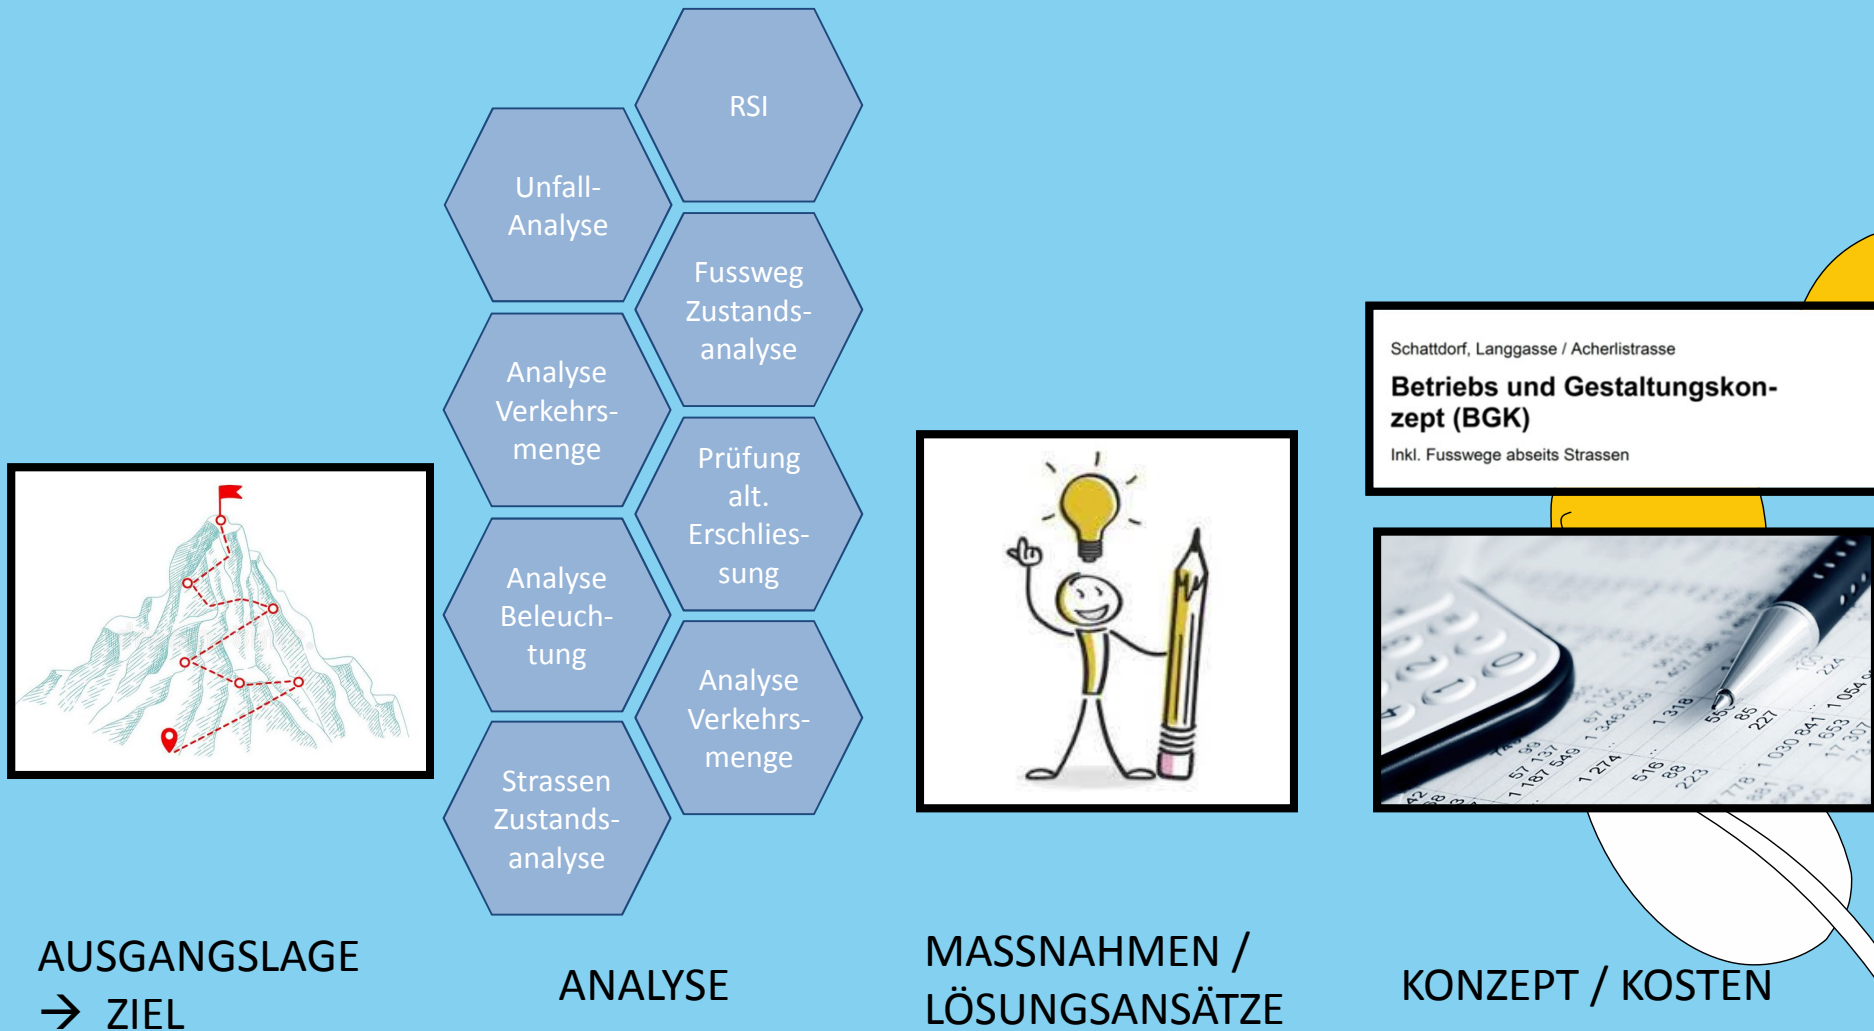 RSI
Unfall-
Analyse
Fussweg
Zustands-
analyse
Analyse
Verkehrs-
menge
Prüfung
alt.
Erschlies-
sung
Analyse
Beleuch-
tung
Analyse
Verkehrs-
menge
Strassen
Zustands-
analyse
Schattdorf, Langgasse / Acherlistrasse
Betriebs und Gestaltungskon-
zept (BGK)
Inkl. Fusswege abseits Strassen
AUSGANGSLAGE
→ ZIEL
ANALYSE
MASSNAHMEN /
LÖSUNGSANSÄTZE
KONZEPT / KOSTEN